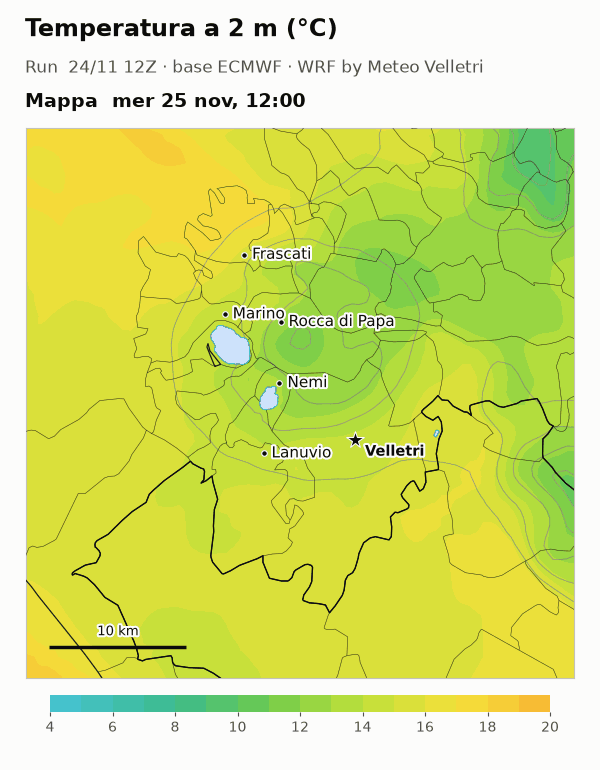 Temperatura a 2 m (°C)
Run  24/11 12Z · base ECMWF · WRF by Meteo Velletri
Mappa  mer 25 nov, 12:00
Frascati
Marino
Rocca di Papa
Nemi
Velletri
Lanuvio
10 km
4 6 8 10 12 14 16 18 20